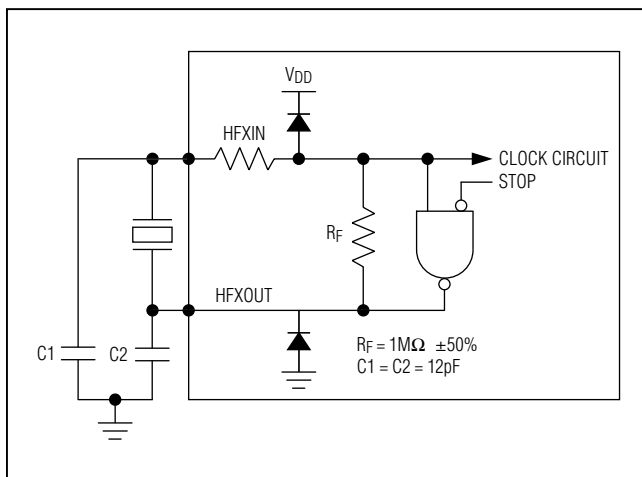 VDD
HFXIN
CLOCK CIRCUIT
STOP
RF
HFXOUT
C1
C2
RF = 1MΩ ±50%
C1 = C2 = 12pF